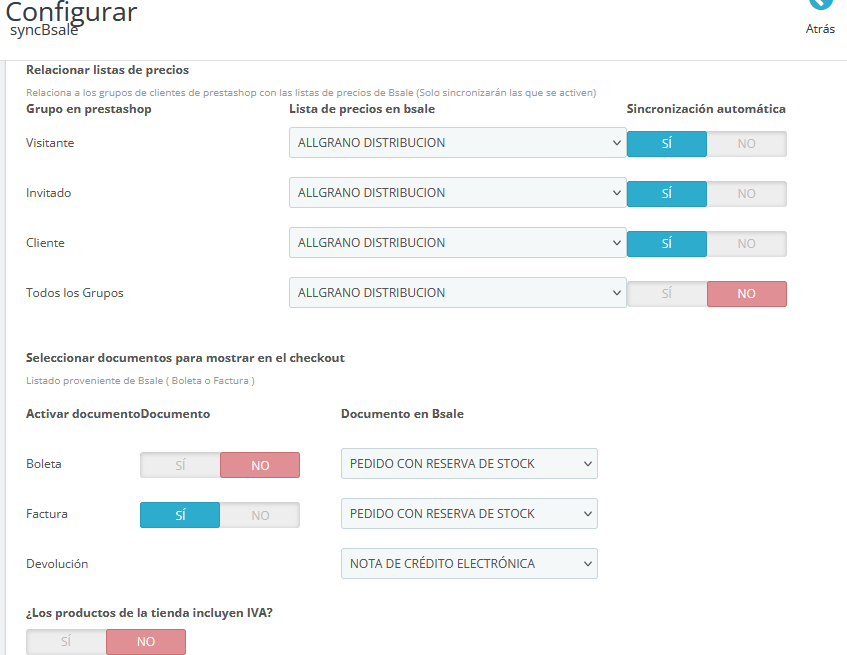 Configurar
syncBsale
Atrás
Relacionar listas de precios
Relaciona a los grupos de clientes de prestashop con las listas de precios de Bsale (Solo sincronizarán las que se activen)
Grupo en prestashop Lista de precios en bsale Sincronización automática
Visitante ALLGRANO DISTRIBUCION SÍ NO
Invitado ALLGRANO DISTRIBUCION SÍ NO
Cliente ALLGRANO DISTRIBUCION SÍ NO
Todos los Grupos ALLGRANO DISTRIBUCION SÍ NO
Seleccionar documentos para mostrar en el checkout
Listado proveniente de Bsale ( Boleta o Factura )
Activar documentoDocumento Documento en Bsale
Boleta SÍ NO PEDIDO CON RESERVA DE STOCK
Factura SÍ NO PEDIDO CON RESERVA DE STOCK
Devolución NOTA DE CRÉDITO ELECTRÓNICA
¿Los productos de la tienda incluyen IVA?
SÍ NO